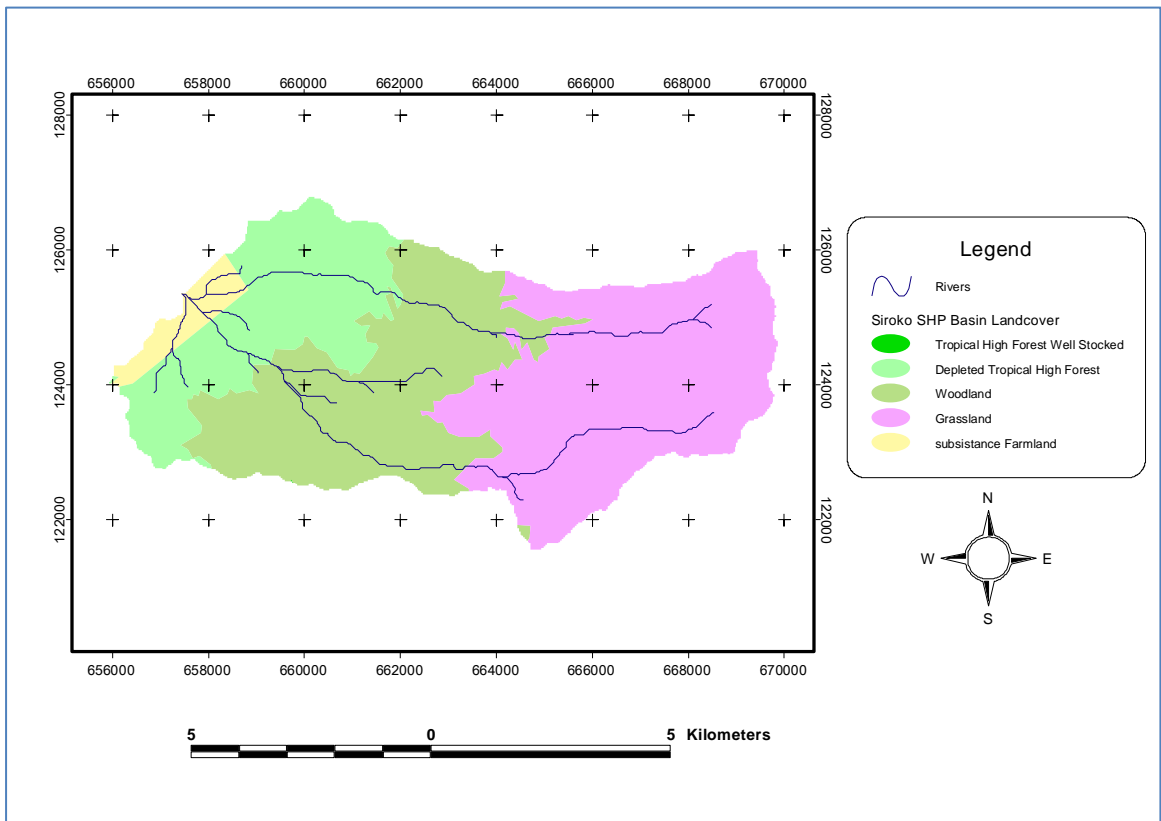 656000 658000 660000 662000 664000 666000 668000 670000
128000 128000
126000 126000
124000 124000
122000 122000
656000 658000 660000 662000 664000 666000 668000 670000
5 0 5 Kilometers
Legend
Rivers
Siroko SHP Basin Landcover
Tropical High Forest Well Stocked
Depleted Tropical High Forest
Woodland
Grassland
subsistance Farmland
N
W E
S